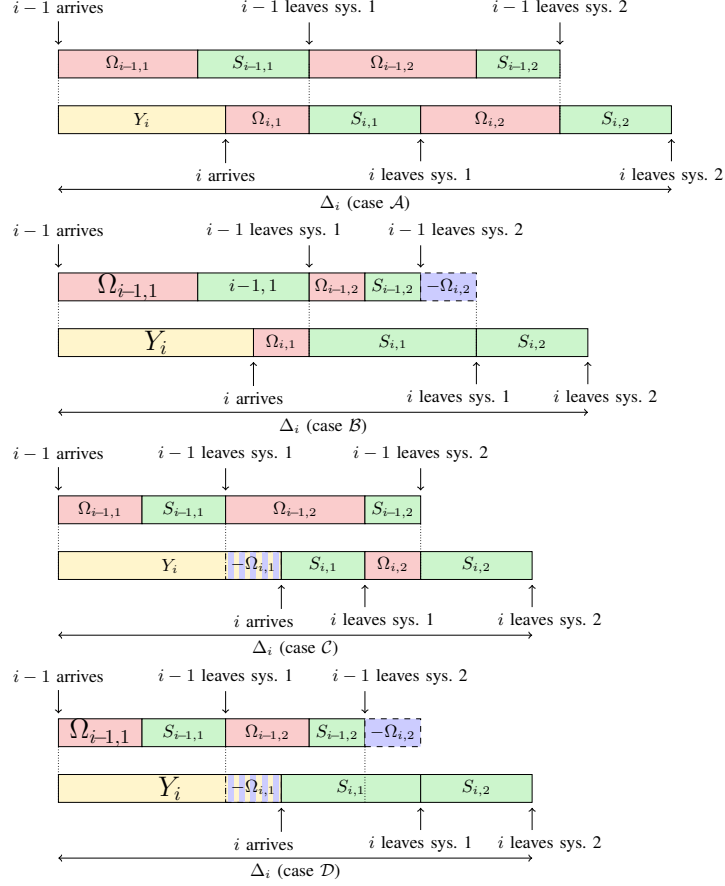 i − 1 arrives i − 1 leaves sys. 1 i − 1 leaves sys. 2
Ω_{i−1,1} S_{i−1,1} Ω_{i−1,2} S_{i−1,2}
Y_i Ω_{i,1} S_{i,1} Ω_{i,2} S_{i,2}
i arrives i leaves sys. 1 i leaves sys. 2
Δ_i (case 𝒜)
i − 1 arrives i − 1 leaves sys. 1 i − 1 leaves sys. 2
Ω_{i−1,1} i−1, 1 Ω_{i−1,2} S_{i−1,2} −Ω_{i,2}
Y_i Ω_{i,1} S_{i,1} S_{i,2}
i arrives i leaves sys. 1 i leaves sys. 2
Δ_i (case ℬ)
i − 1 arrives i − 1 leaves sys. 1 i − 1 leaves sys. 2
Ω_{i−1,1} S_{i−1,1} Ω_{i−1,2} S_{i−1,2}
Y_i −Ω_{i,1} S_{i,1} Ω_{i,2} S_{i,2}
i arrives i leaves sys. 1 i leaves sys. 2
Δ_i (case 𝒞)
i − 1 arrives i − 1 leaves sys. 1 i − 1 leaves sys. 2
Ω_{i−1,1} S_{i−1,1} Ω_{i−1,2} S_{i−1,2} −Ω_{i,2}
Y_i −Ω_{i,1} S_{i,1} S_{i,2}
i arrives i leaves sys. 1 i leaves sys. 2
Δ_i (case 𝒟)